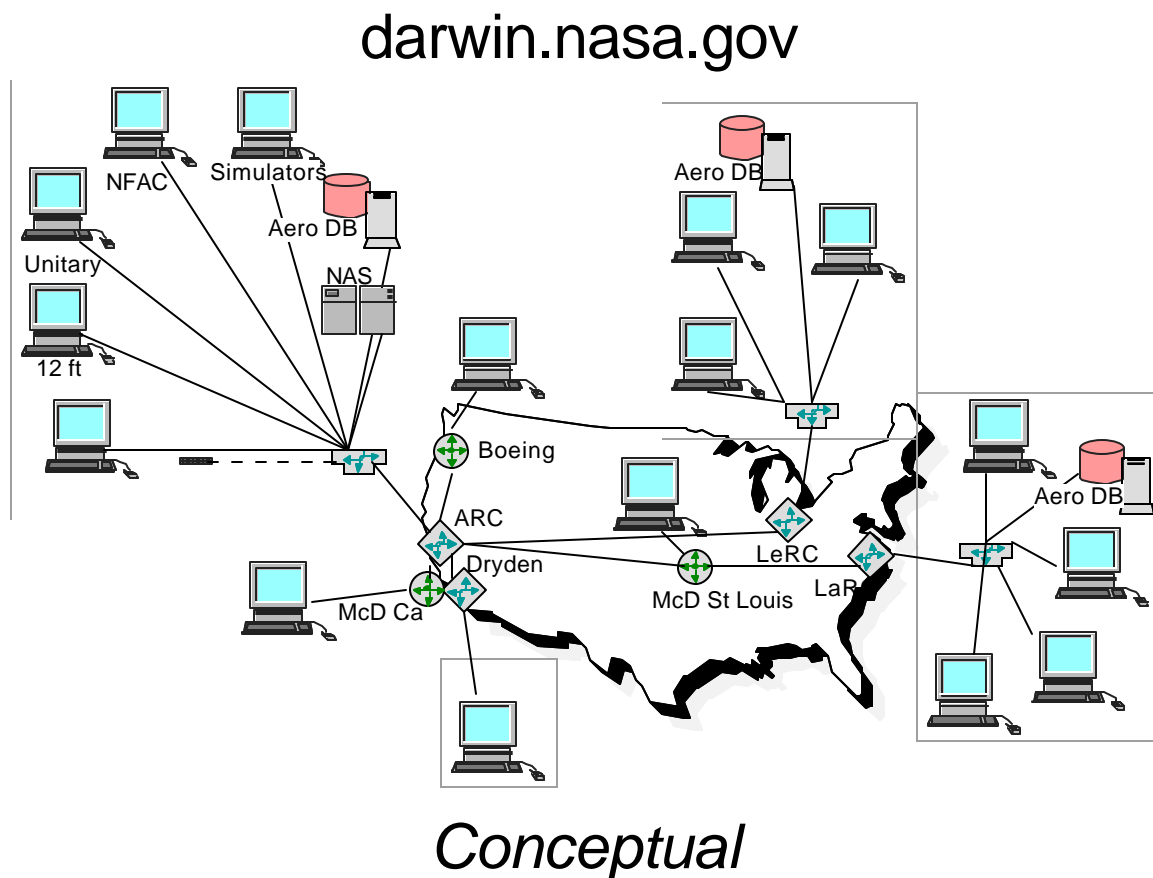 darwin.nasa.gov
NFAC
Simulators
Aero DB
Unitary
NAS
12 ft
Aero DB
Boeing
Aero DB
ARC
LeRC
Dryden
LaR
McD Ca
McD St Louis
Conceptual